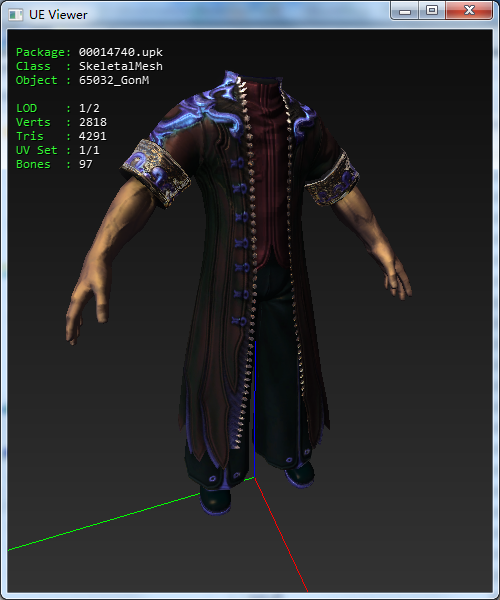 UE Viewer
Package: 00014740.upk
Class  : SkeletalMesh
Object : 65032_GonM
LOD    : 1/2
Verts  : 2818
Tris   : 4291
UV Set : 1/1
Bones  : 97